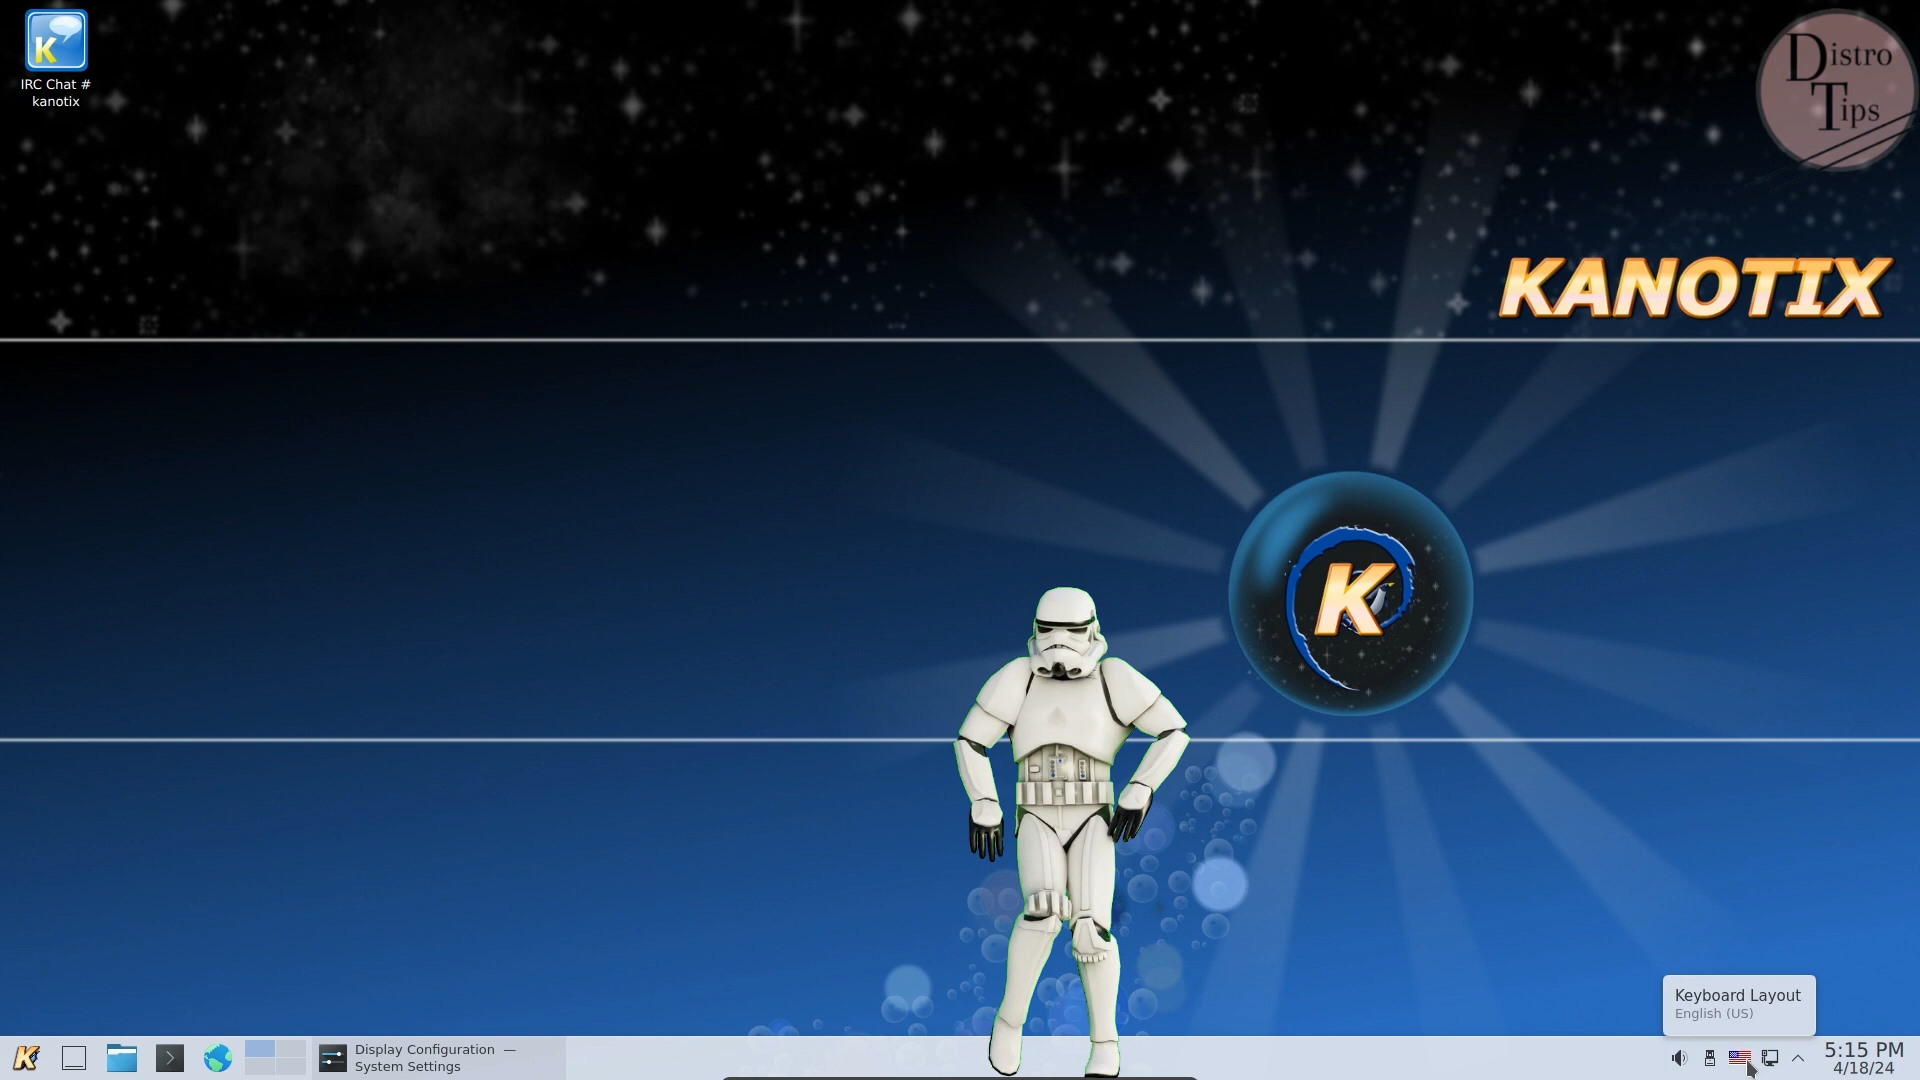 IRC Chat #
kanotix
Distro
Tips
KANOTIX
K
K
Keyboard Layout
English (US)
K
Display Configuration —
System Settings
5:15 PM
4/18/24